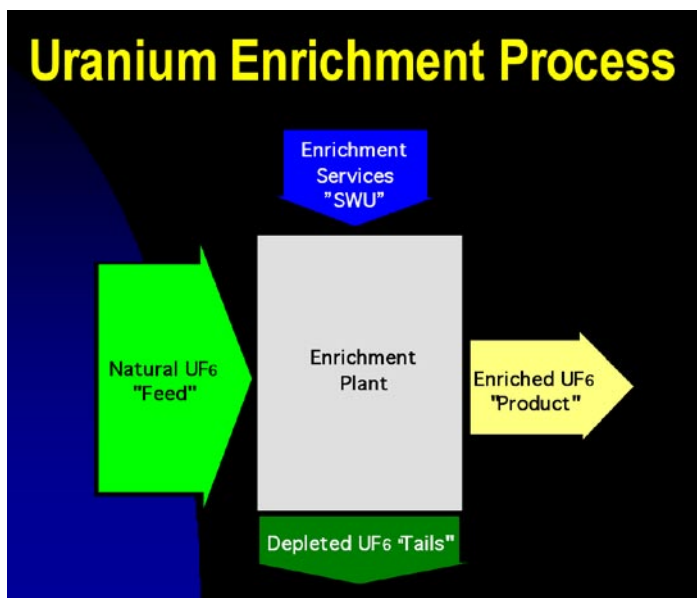 Uranium Enrichment Process
Enrichment
Services
"SWU"
Natural UF6
"Feed"
Enrichment
Plant
Enriched UF6
"Product"
Depleted UF6 "Tails"